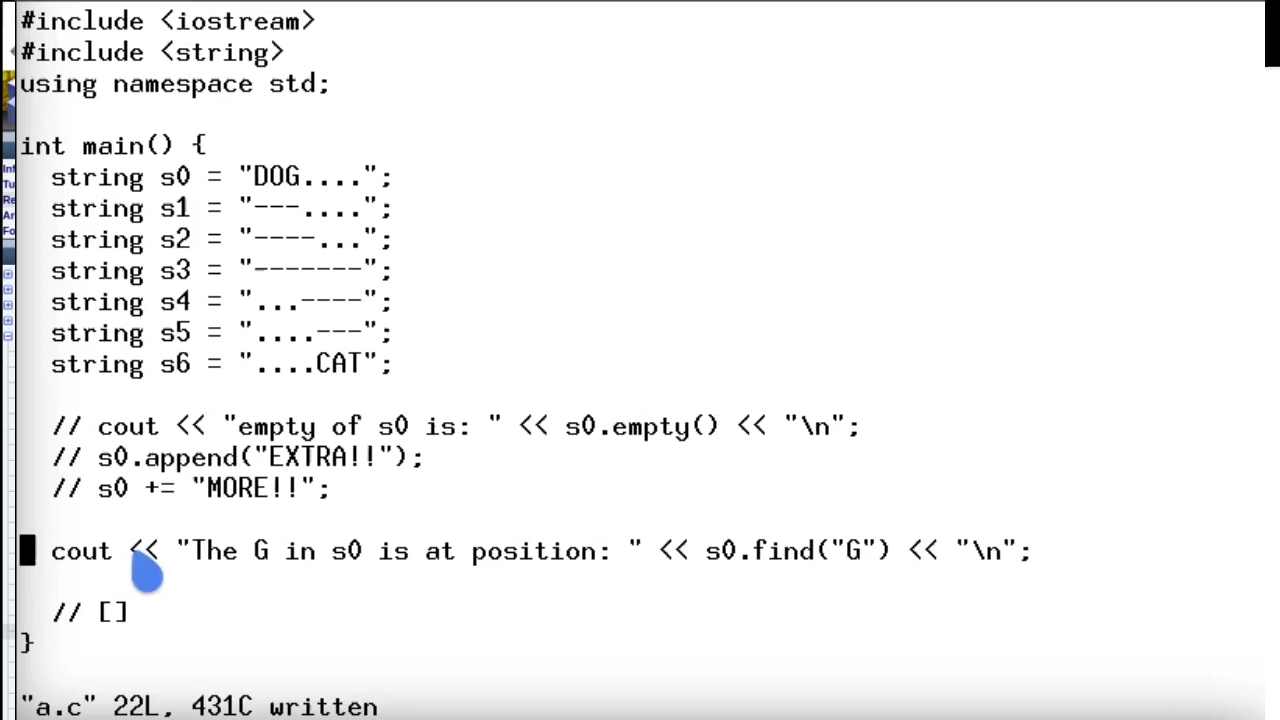 #include <iostream>
#include <string>
using namespace std;
int main() {
string s0 = "DOG....";
string s1 = "---....";
string s2 = "----...";
string s3 = "-------";
string s4 = "...----";
string s5 = "....---";
string s6 = "....CAT";
// cout << "empty of s0 is: " << s0.empty() << "\n";
// s0.append("EXTRA!!");
// s0 += "MORE!!";
cout << "The G in s0 is at position: " << s0.find("G") << "\n";
// []
}
"a.c" 22L, 431C written